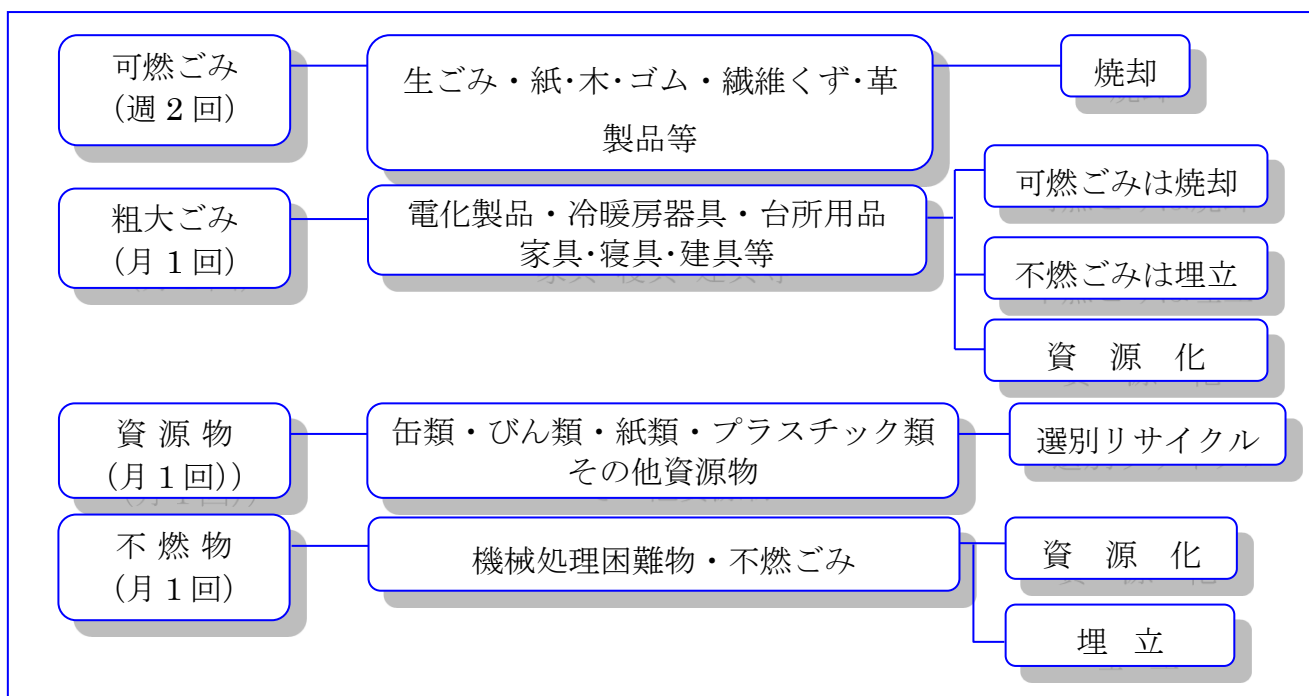 可燃ごみ
(週 2 回)
生ごみ・紙・木・ゴム・繊維くず・革
製品等
焼却
粗大ごみ
(月 1 回)
電化製品・冷暖房器具・台所用品
家具・寝具・建具等
可燃ごみは焼却
不燃ごみは埋立
資 源 化
資 源 物
(月 1 回))
缶類・びん類・紙類・プラスチック類
その他資源物
選別リサイクル
不 燃 物
(月 1 回)
機械処理困難物・不燃ごみ
資 源 化
埋 立